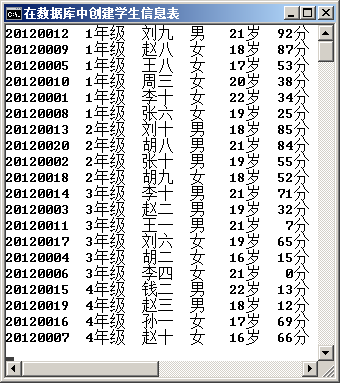 在数据库中创建学生信息表
20120012 1年级 刘九 男 21岁 92分
20120009 1年级 赵八 女 18岁 87分
20120005 1年级 王八 女 17岁 53分
20120010 1年级 周三 女 20岁 38分
20120001 1年级 李十 女 22岁 34分
20120008 1年级 张六 女 19岁 25分
20120013 2年级 刘十 男 18岁 85分
20120020 2年级 胡八 男 21岁 84分
20120002 2年级 张十 男 19岁 55分
20120018 2年级 胡九 男 18岁 52分
20120014 3年级 李十 男 21岁 71分
20120003 3年级 赵二 男 19岁 32分
20120011 3年级 王一 男 21岁 7分
20120017 3年级 刘六 女 19岁 65分
20120004 3年级 胡二 女 16岁 15分
20120006 3年级 李四 女 21岁 0分
20120015 4年级 钱二 男 22岁 13分
20120019 4年级 赵三 男 18岁 12分
20120016 4年级 孙一 女 17岁 69分
20120007 4年级 赵十 女 16岁 66分